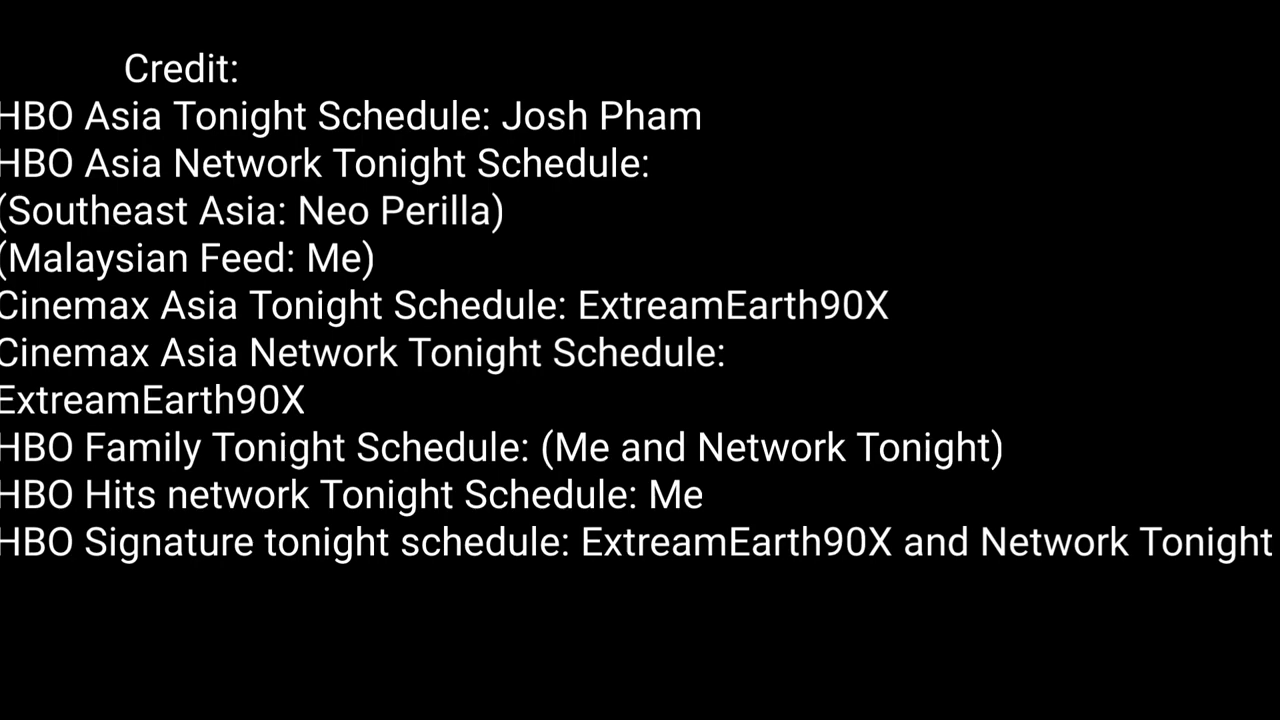 Credit:
HBO Asia Tonight Schedule: Josh Pham
HBO Asia Network Tonight Schedule:
(Southeast Asia: Neo Perilla)
(Malaysian Feed: Me)
Cinemax Asia Tonight Schedule: ExtreamEarth90X
Cinemax Asia Network Tonight Schedule:
ExtreamEarth90X
HBO Family Tonight Schedule: (Me and Network Tonight)
HBO Hits network Tonight Schedule: Me
HBO Signature tonight schedule: ExtreamEarth90X and Network Tonight